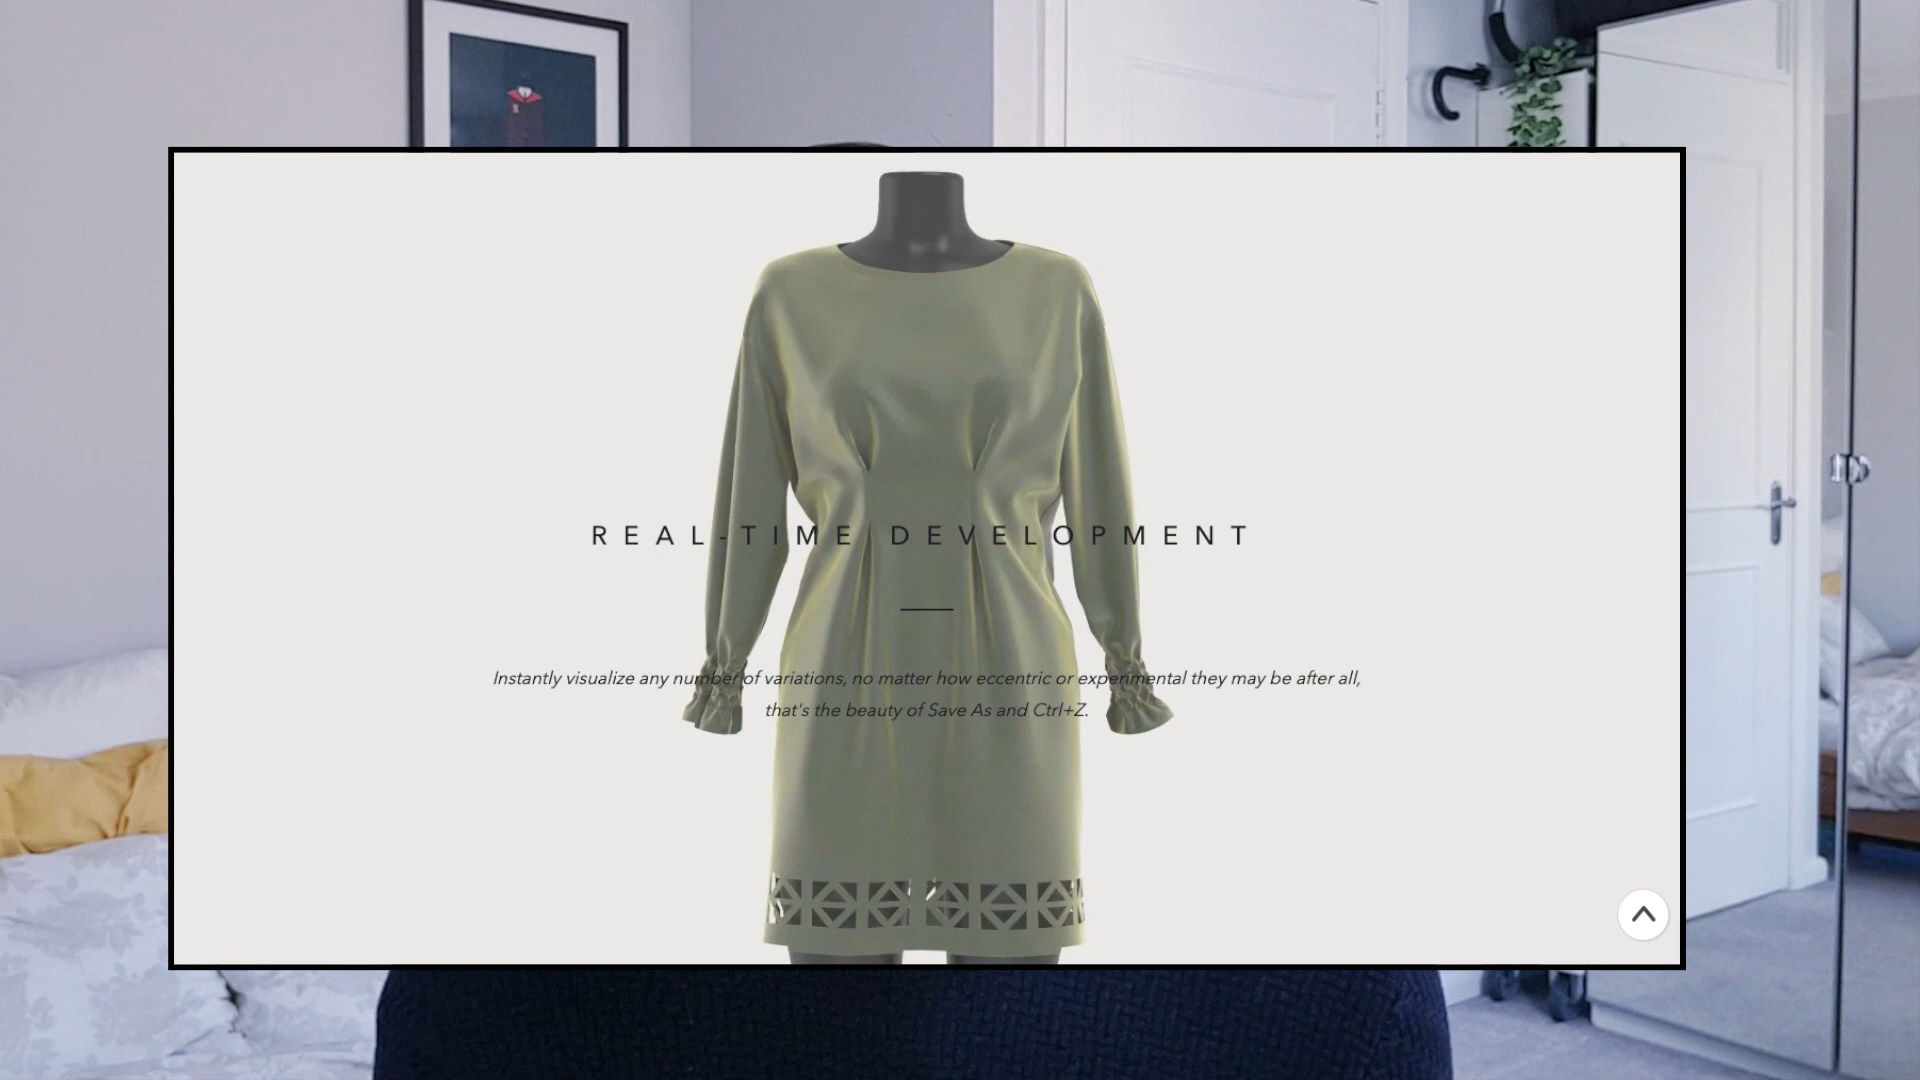 REAL-TIME DEVELOPMENT
Instantly visualize any number of variations, no matter how eccentric or experimental they may be after all,
that's the beauty of Save As and Ctrl+Z.